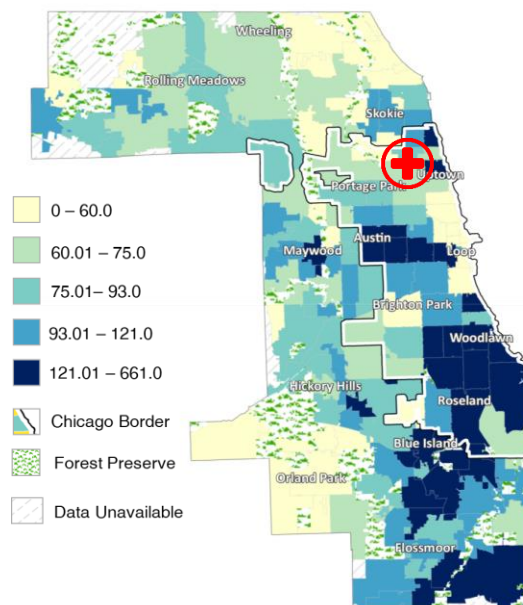 Wheeling
Rolling Meadows
Skokie
Uptown
Portage Park
Austin
Maywood
Loop
Brighton Park
Woodlawn
Hickory Hills
Roseland
Blue Island
Orland Park
Flossmoor
0 – 60.0
60.01 – 75.0
75.01– 93.0
93.01 – 121.0
121.01 – 661.0
Chicago Border
Forest Preserve
Data Unavailable